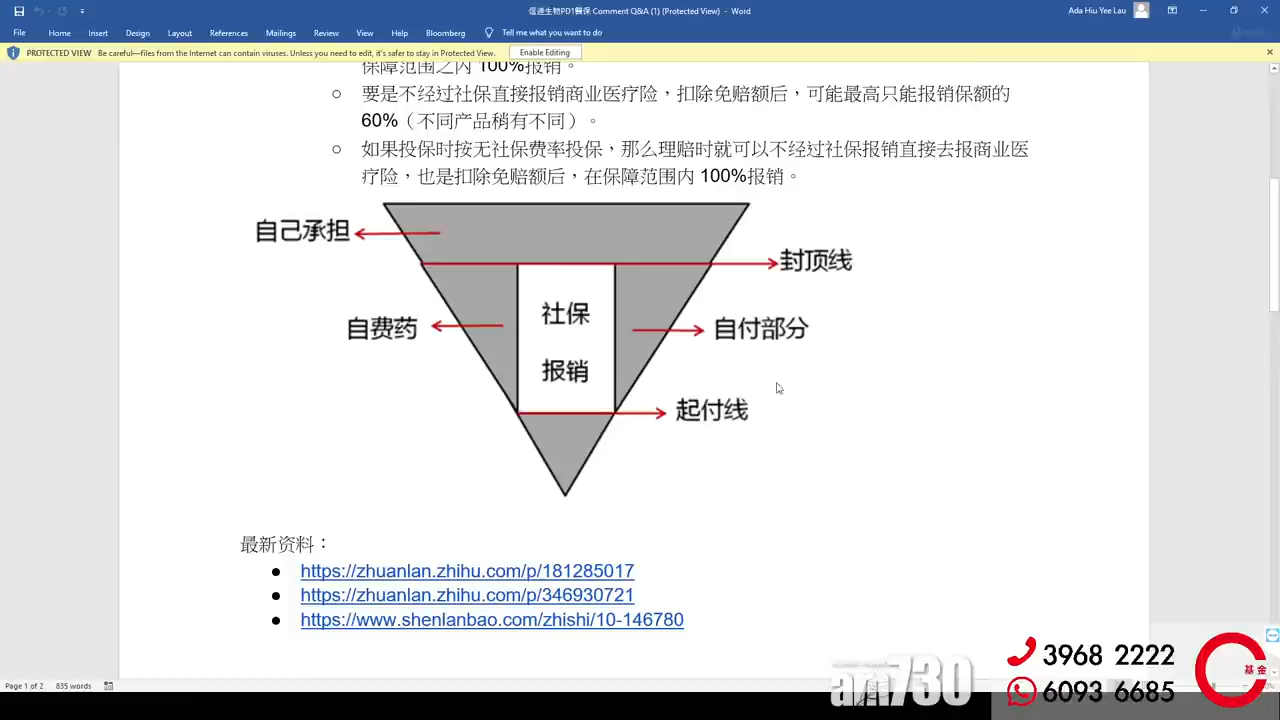 信達生物PD1醫保 Comment Q&A (1) (Protected View) - Word
Ada Hiu Yee Lau
File Home Insert Design Layout References Mailings Review View Help Bloomberg Tell me what you want to do
PROTECTED VIEW Be careful—files from the Internet can contain viruses. Unless you need to edit, it's safer to stay in Protected View. Enable Editing
保障范围之内 100%报销。
○ 要是不经过社保直接报销商业医疗险，扣除免赔额后，可能最高只能报销保额的
60%（不同产品稍有不同）。
○ 如果投保时按无社保费率投保，那么理赔时就可以不经过社保报销直接去报商业医
疗险，也是扣除免赔额后，在保障范围内 100%报销。
自己承担
封顶线
社保
自费药
自付部分
报销
起付线
最新资料：
● https://zhuanlan.zhihu.com/p/181285017
● https://zhuanlan.zhihu.com/p/346930721
● https://www.shenlanbao.com/zhishi/10-146780
3968 2222
基金
am730
6093 6685
Page 1 of 2 835 words